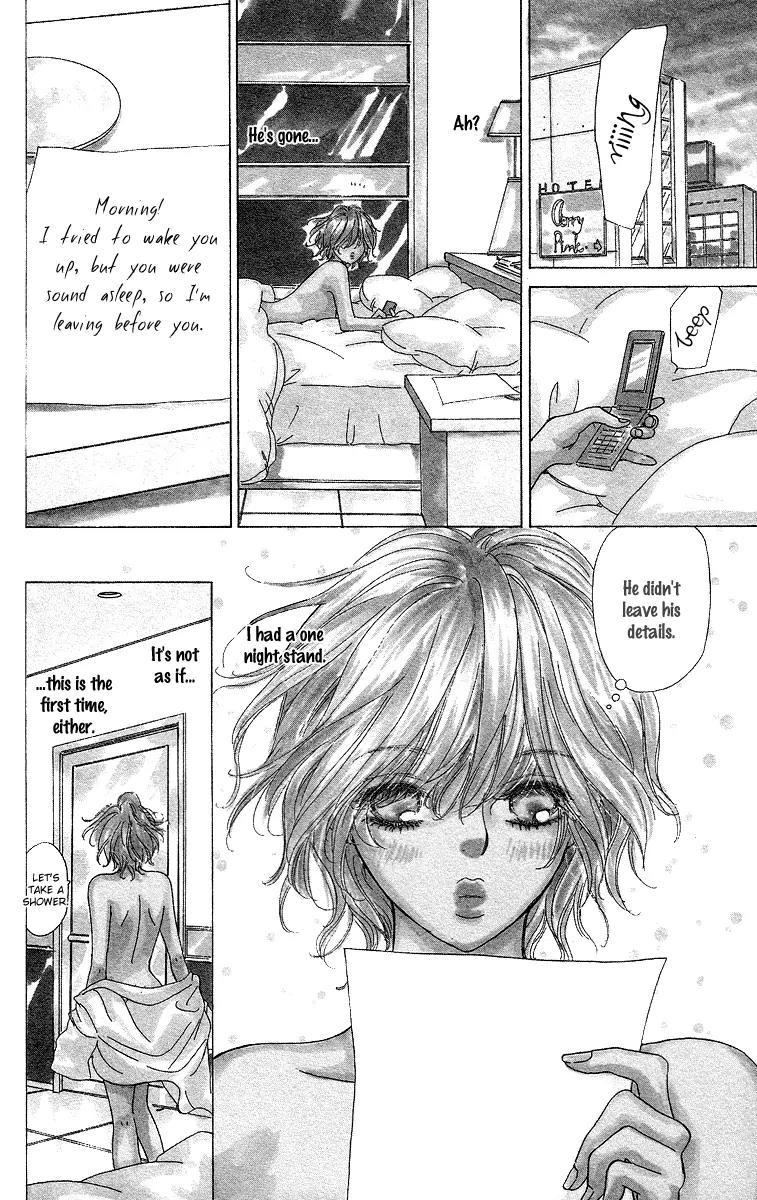 Rriiiiii...
HOTEL
Cherry
Pink
beep
Ah?
He's gone...
Morning!
I tried to wake you
up, but you were
sound asleep, so I'm
leaving before you.
He didn't
leave his
details.
I had a one
night stand.
It's not
as if...
...this is the
first time,
either.
LET'S
TAKE A
SHOWER!